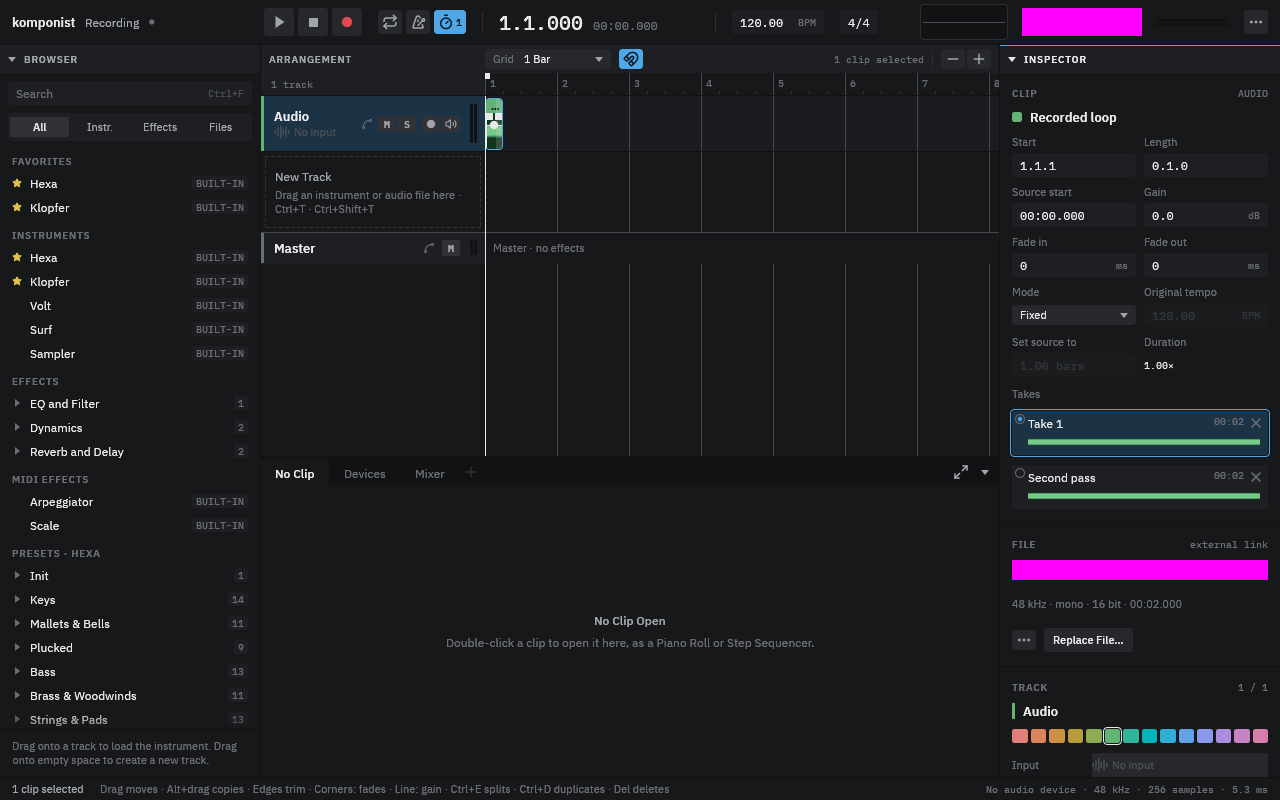 komponist Recording
1
1.1.000 00:00.000
120.00 BPM 4/4
BROWSER
Search Ctrl+F
All Instr. Effects Files
FAVORITES
Hexa BUILT-IN
Klopfer BUILT-IN
INSTRUMENTS
Hexa BUILT-IN
Klopfer BUILT-IN
Volt BUILT-IN
Surf BUILT-IN
Sampler BUILT-IN
EFFECTS
EQ and Filter 1
Dynamics 2
Reverb and Delay 2
MIDI EFFECTS
Arpeggiator BUILT-IN
Scale BUILT-IN
PRESETS · HEXA
Init 1
Keys 14
Mallets & Bells 11
Plucked 9
Bass 13
Brass & Woodwinds 11
Strings & Pads 13
Drag onto a track to load the instrument. Drag
onto empty space to create a new track.
ARRANGEMENT
Grid 1 Bar
1 clip selected
1 track
1 2 3 4 5 6 7 8
Audio
No input
M S
New Track
Drag an instrument or audio file here ·
Ctrl+T · Ctrl+Shift+T
Master M
Master · no effects
No Clip Devices Mixer
No Clip Open
Double-click a clip to open it here, as a Piano Roll or Step Sequencer.
INSPECTOR
CLIP AUDIO
Recorded loop
Start Length
1.1.1 0.1.0
Source start Gain
00:00.000 0.0 dB
Fade in Fade out
0 ms 0 ms
Mode Original tempo
Fixed 120.00 BPM
Set source to Duration
1.00 bars 1.00×
Takes
Take 1 00:02
Second pass 00:02
FILE external link
48 kHz · mono · 16 bit · 00:02.000
Replace File...
TRACK 1 / 1
Audio
Input No input
1 clip selected Drag moves · Alt+drag copies · Edges trim · Corners: fades · Line: gain · Ctrl+E splits · Ctrl+D duplicates · Del deletes
No audio device · 48 kHz · 256 samples · 5.3 ms